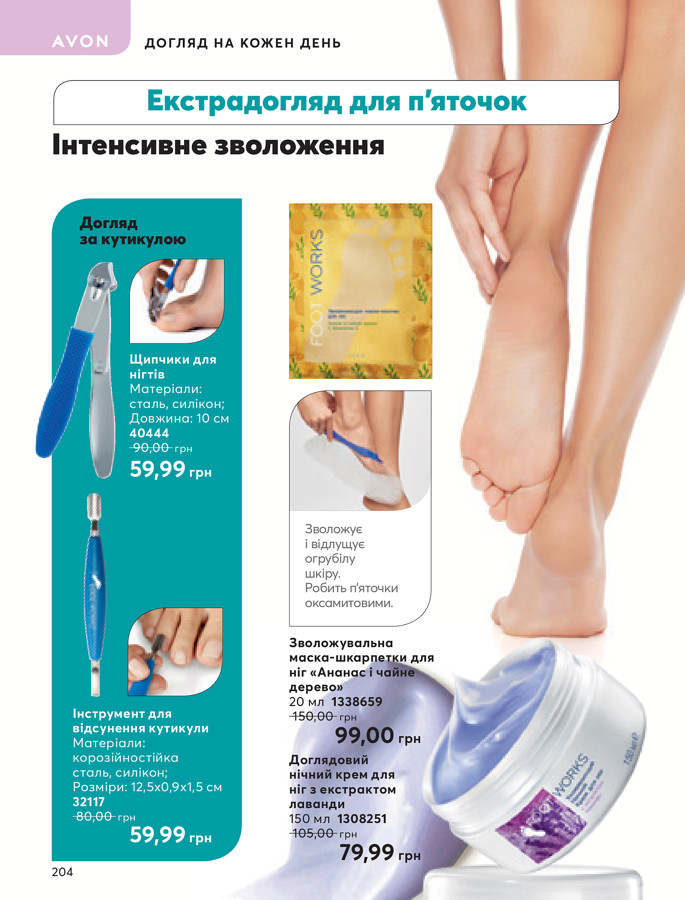 AVON
ДОГЛЯД НА КОЖЕН ДЕНЬ
Екстрадогляд для п'яточок
Інтенсивне зволоження
Догляд
за кутикулою
Щипчики для
нігтів
Матеріали:
сталь, силікон;
Довжина: 10 см
40444
90,00 грн
59,99 грн
Інструмент для
відсунення кутикули
Матеріали:
корозійностійка
сталь, силікон;
Розміри: 12,5х0,9х1,5 см
32117
80,00 грн
59,99 грн
FOOT WORKS
Зволожує
і відлущує
огрубілу
шкіру.
Робить п'яточки
оксамитовими.
Зволожувальна
маска-шкарпетки для
ніг «Ананас і чайне
дерево»
20 мл 1338659
150,00 грн
99,00 грн
Доглядовий
нічний крем для
ніг з екстрактом
лаванди
150 мл 1308251
105,00 грн
79,99 грн
FOOT WORKS
150 ml e
204